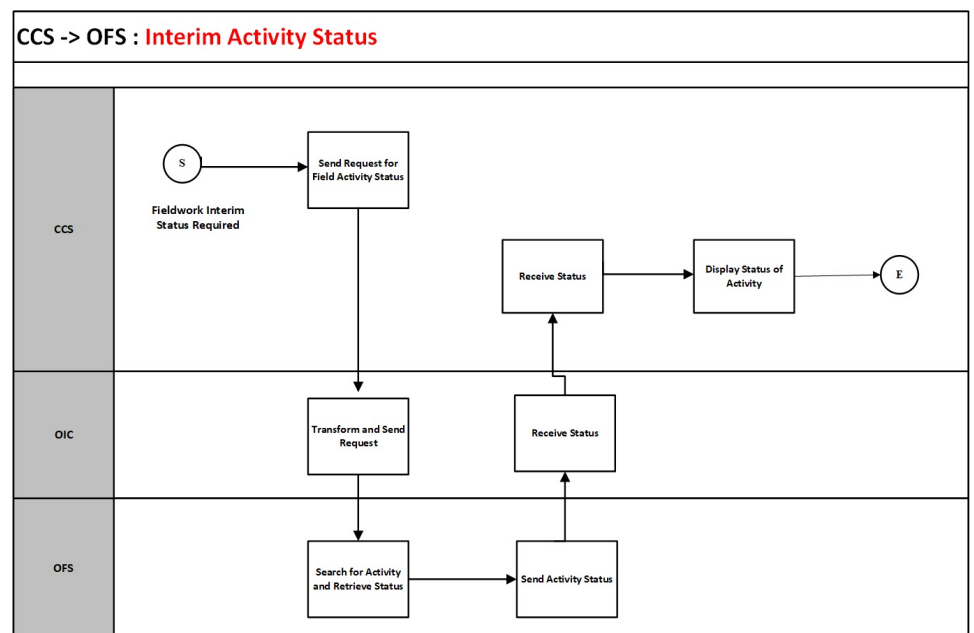 CCS -> OFS : Interim Activity Status
CCS
S
Fieldwork Interim
Status Required
Send Request for
Field Activity Status
Receive Status
Display Status of
Activity
E
OIC
Transform and Send
Request
Receive Status
OFS
Search for Activity
and Retrieve Status
Send Activity Status